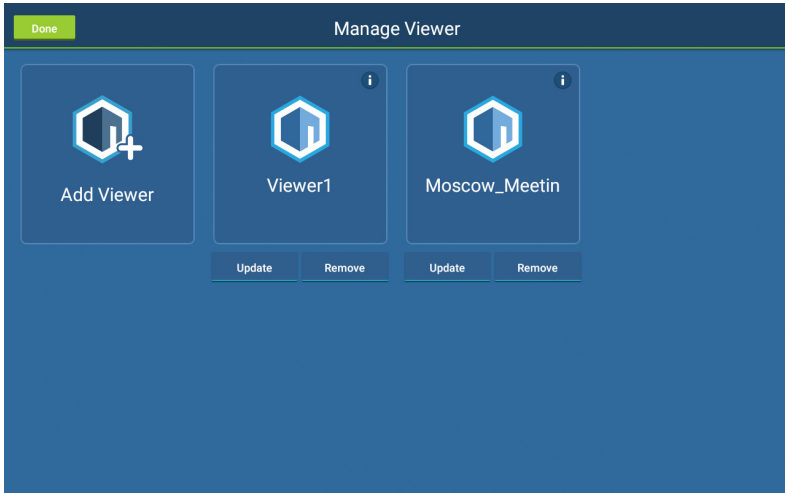 Done
Manage Viewer
i
i
Add Viewer
Viewer1
Moscow_Meetin
Update
Remove
Update
Remove